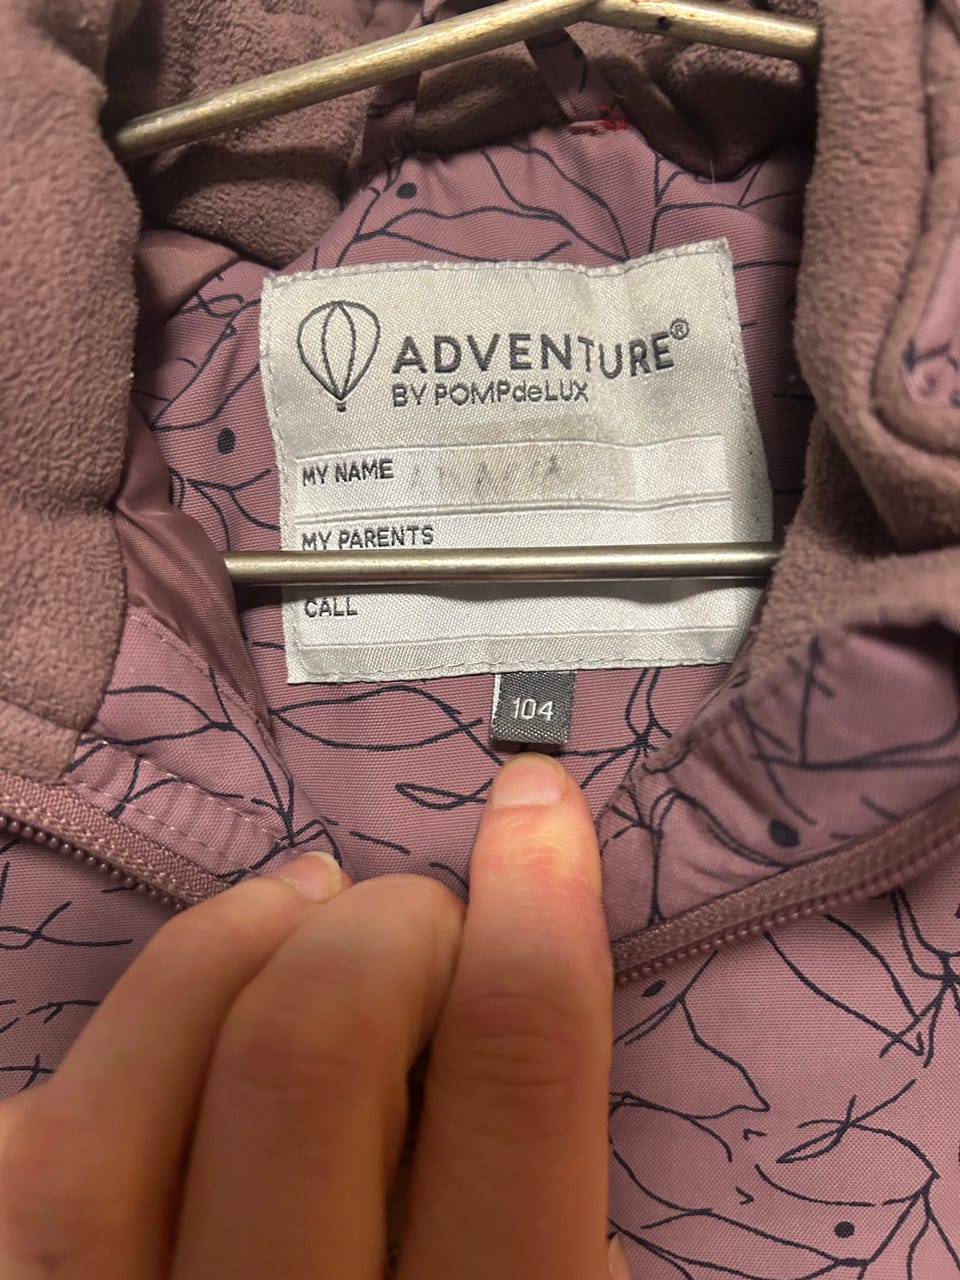 ADVENTURE®
BY POMPdeLUX
MY NAME
MY PARENTS
CALL
104